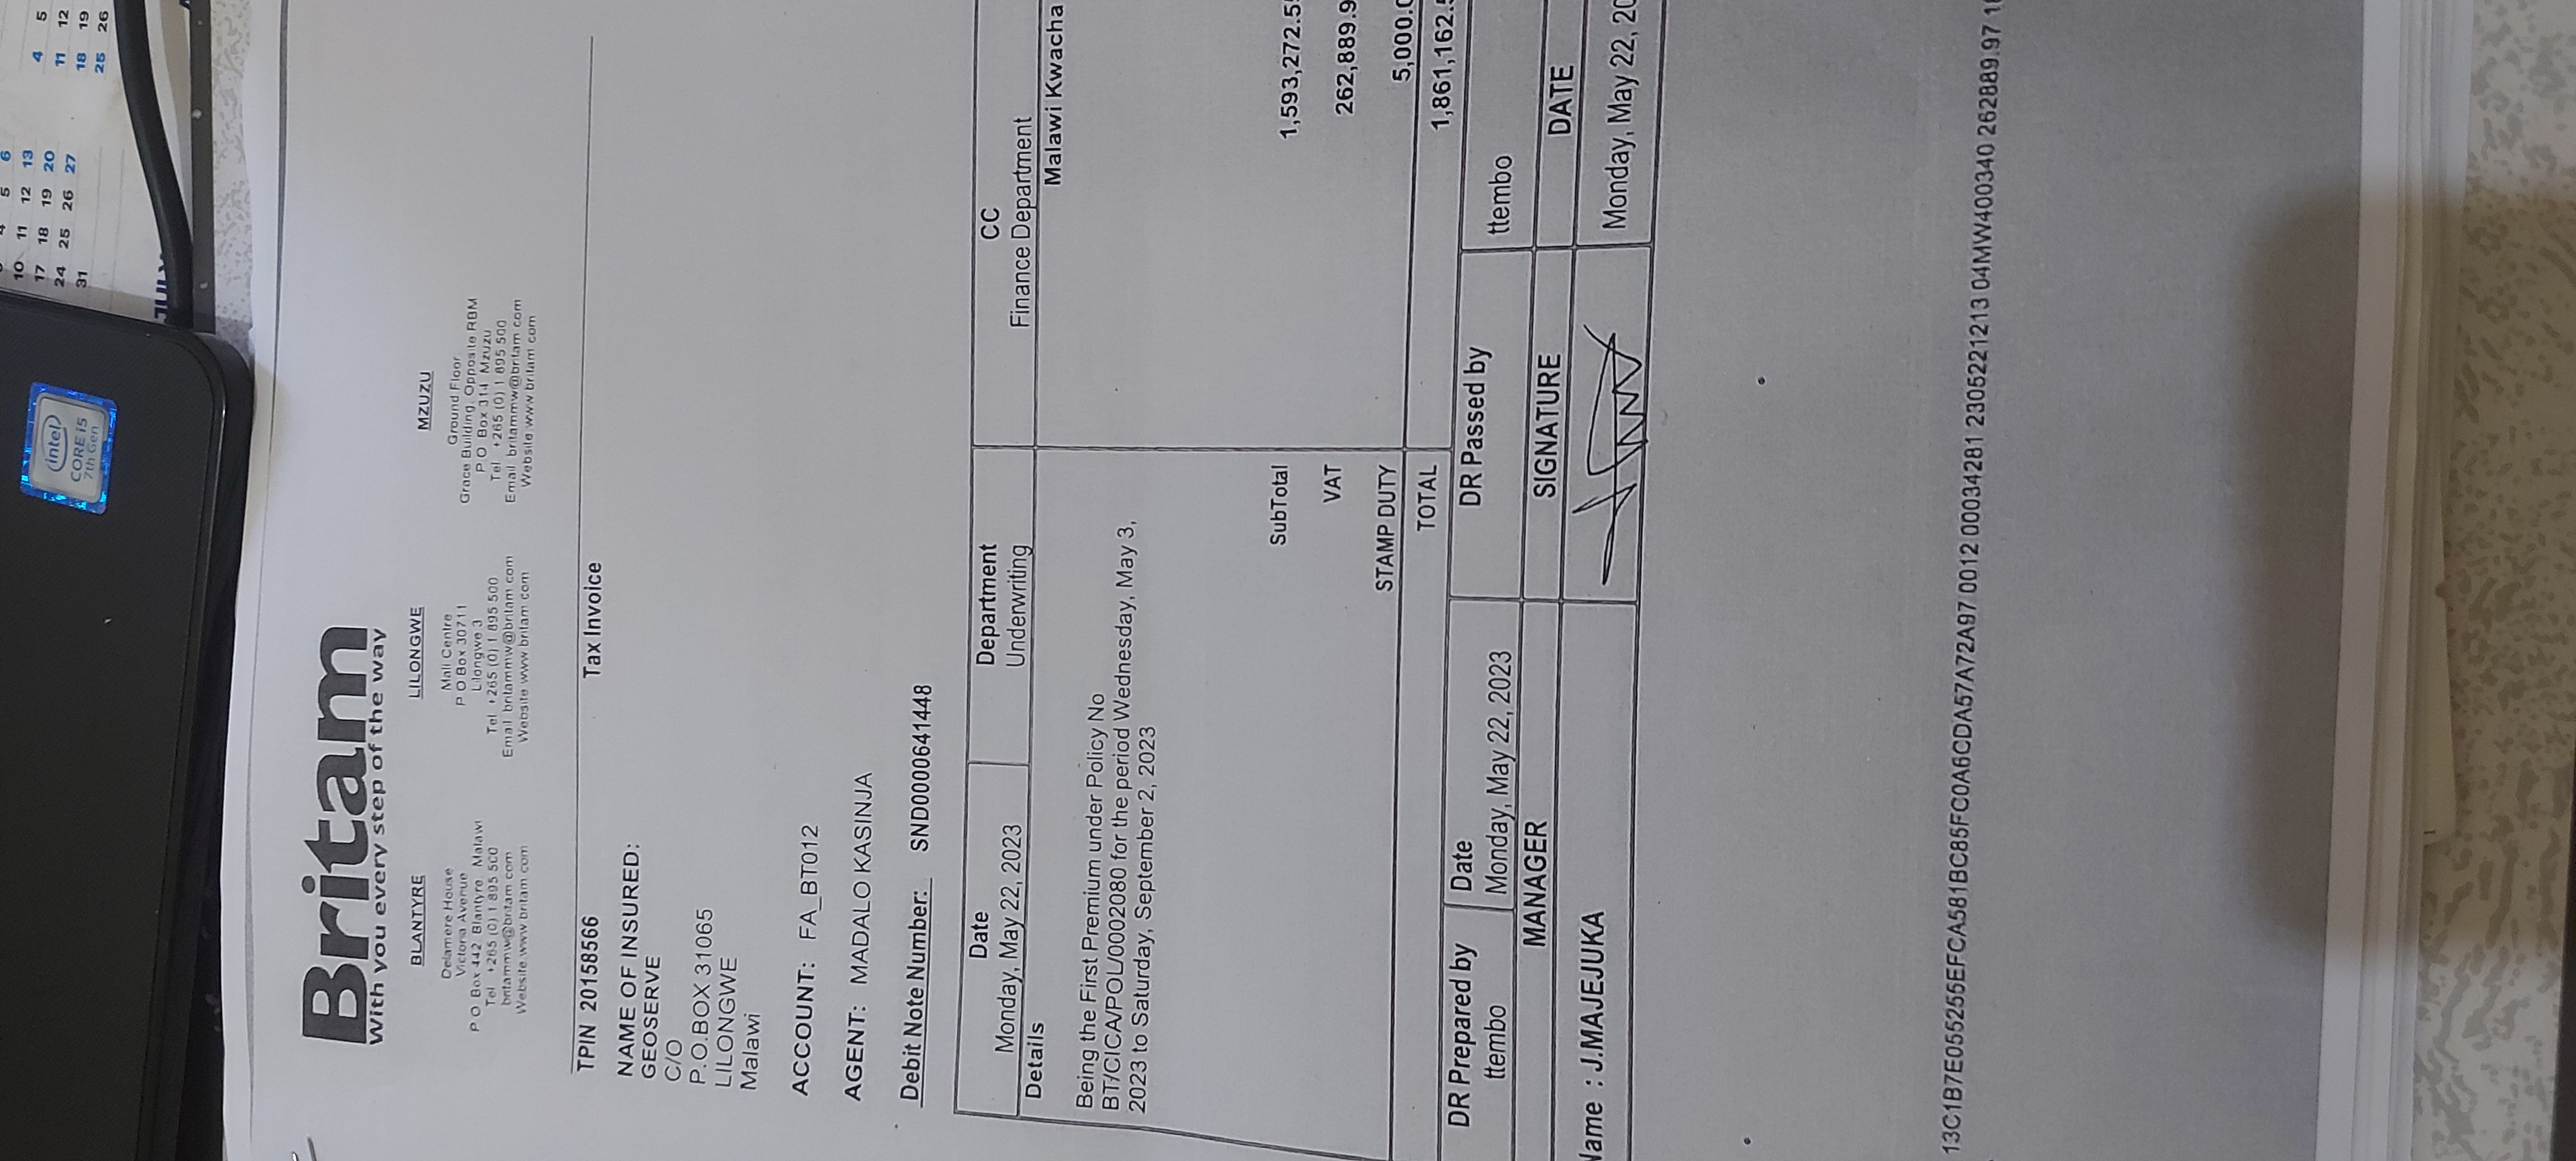 intel
CORE i5
7th Gen
4 5 6
10 11 12 13
17 18 19 20
24 25 26 27
31
4 5
11 12
18 19
25 26
JULY
Britam
With you every step of the way
BLANTYRE
Delamere House
Victoria Avenue
P O Box 442 Blantyre, Malawi
Tel +265 (0) 1 895 500
britammw@britam com
Website www britam com
LILONGWE
Mali Centre
P O Box 30711
Lilongwe 3
Tel +265 (0) 1 895 500
Email britammw@britam com
Website www britam com
MZUZU
Ground Floor
Grace Building, Opposite RBM
P O Box 314 Mzuzu
Tel +265 (0) 1 895 500
Email britammw@britam com
Website www britam com
TPIN 20158566 Tax Invoice
NAME OF INSURED:
GEOSERVE
C/O
P.O.BOX 31065
LILONGWE
Malawi
ACCOUNT: FA_BT012
AGENT: MADALO KASINJA
Debit Note Number: SND0000641448
Date Department CC
Monday, May 22, 2023 Underwriting Finance Department
Details Malawi Kwacha
Being the First Premium under Policy No
BT/CICA/POL/0002080 for the period Wednesday, May 3,
2023 to Saturday, September 2, 2023
SubTotal 1,593,272.5
VAT 262,889.9
STAMP DUTY 5,000.0
TOTAL 1,861,162.5
DR Prepared by Date DR Passed by ttembo
ttembo Monday, May 22, 2023
MANAGER SIGNATURE DATE
Name : J.MAJEJUKA Monday, May 22, 20
13C1B7E055255EFCA581BC85FC0A6CDA57A72A97 0012 00034281 2305221213 04MW400340 262889.97 1